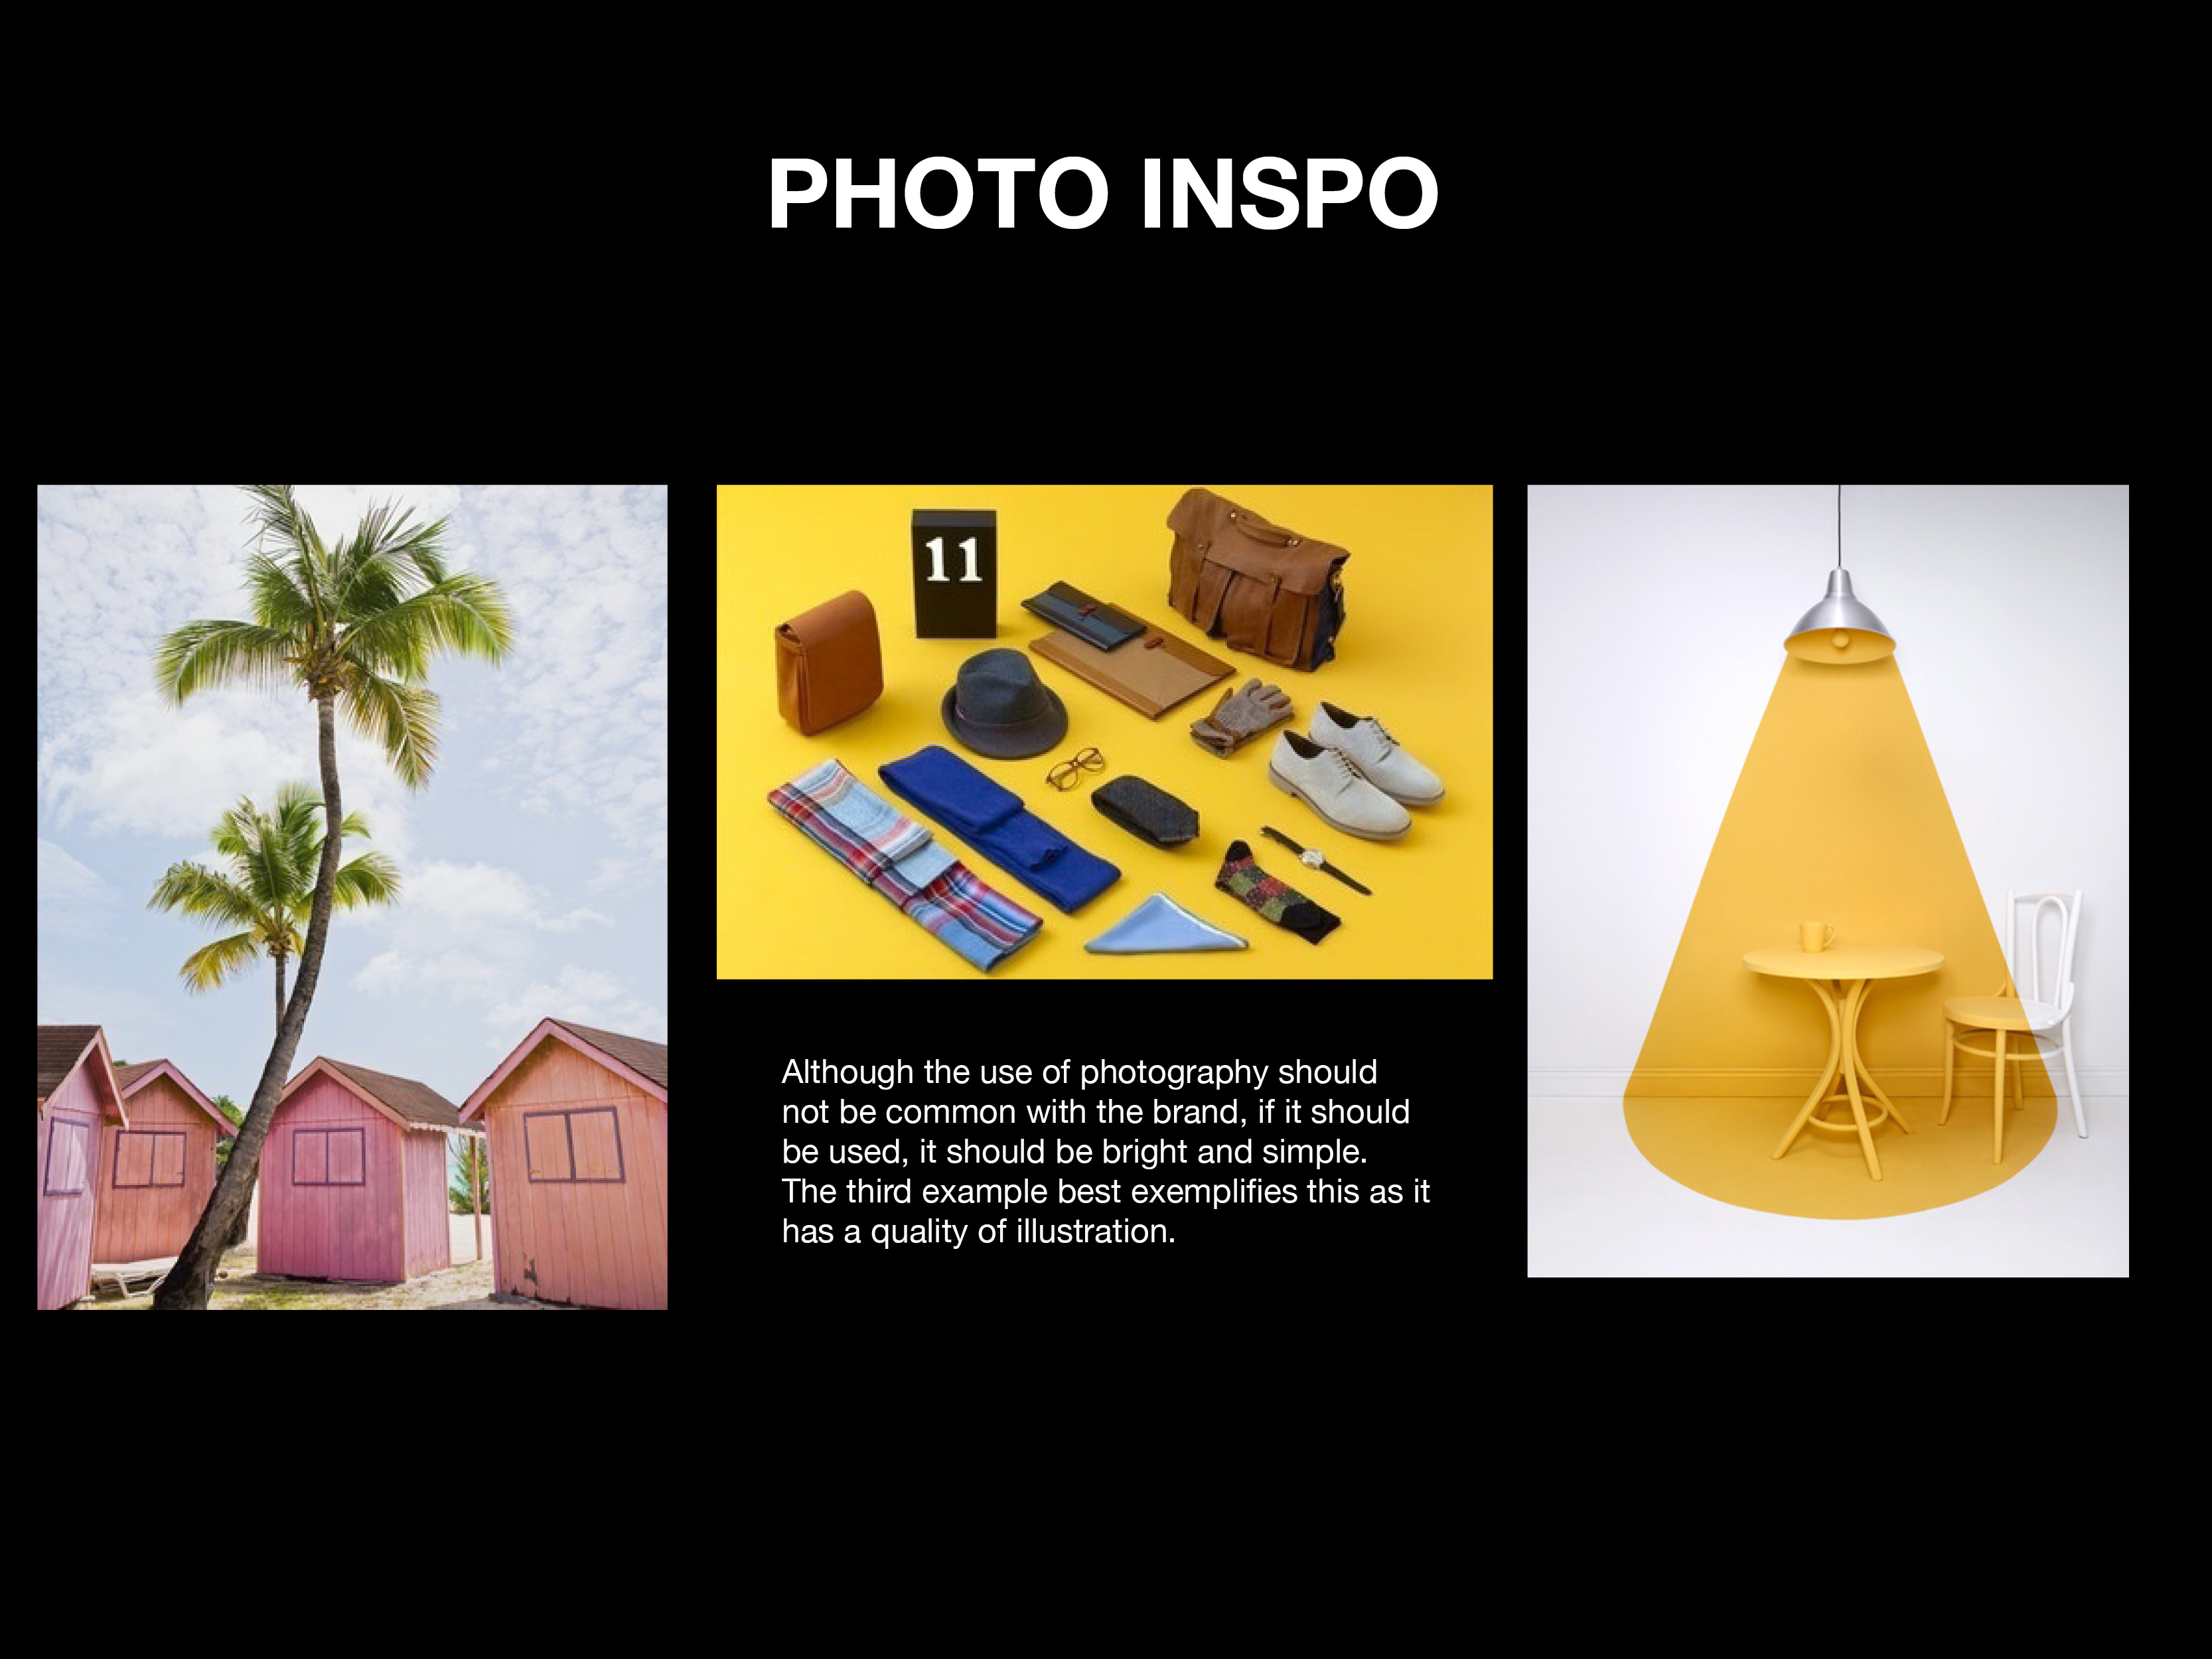 PHOTO INSPO
11
Although the use of photography should
not be common with the brand, if it should
be used, it should be bright and simple.
The third example best exemplifies this as it
has a quality of illustration.